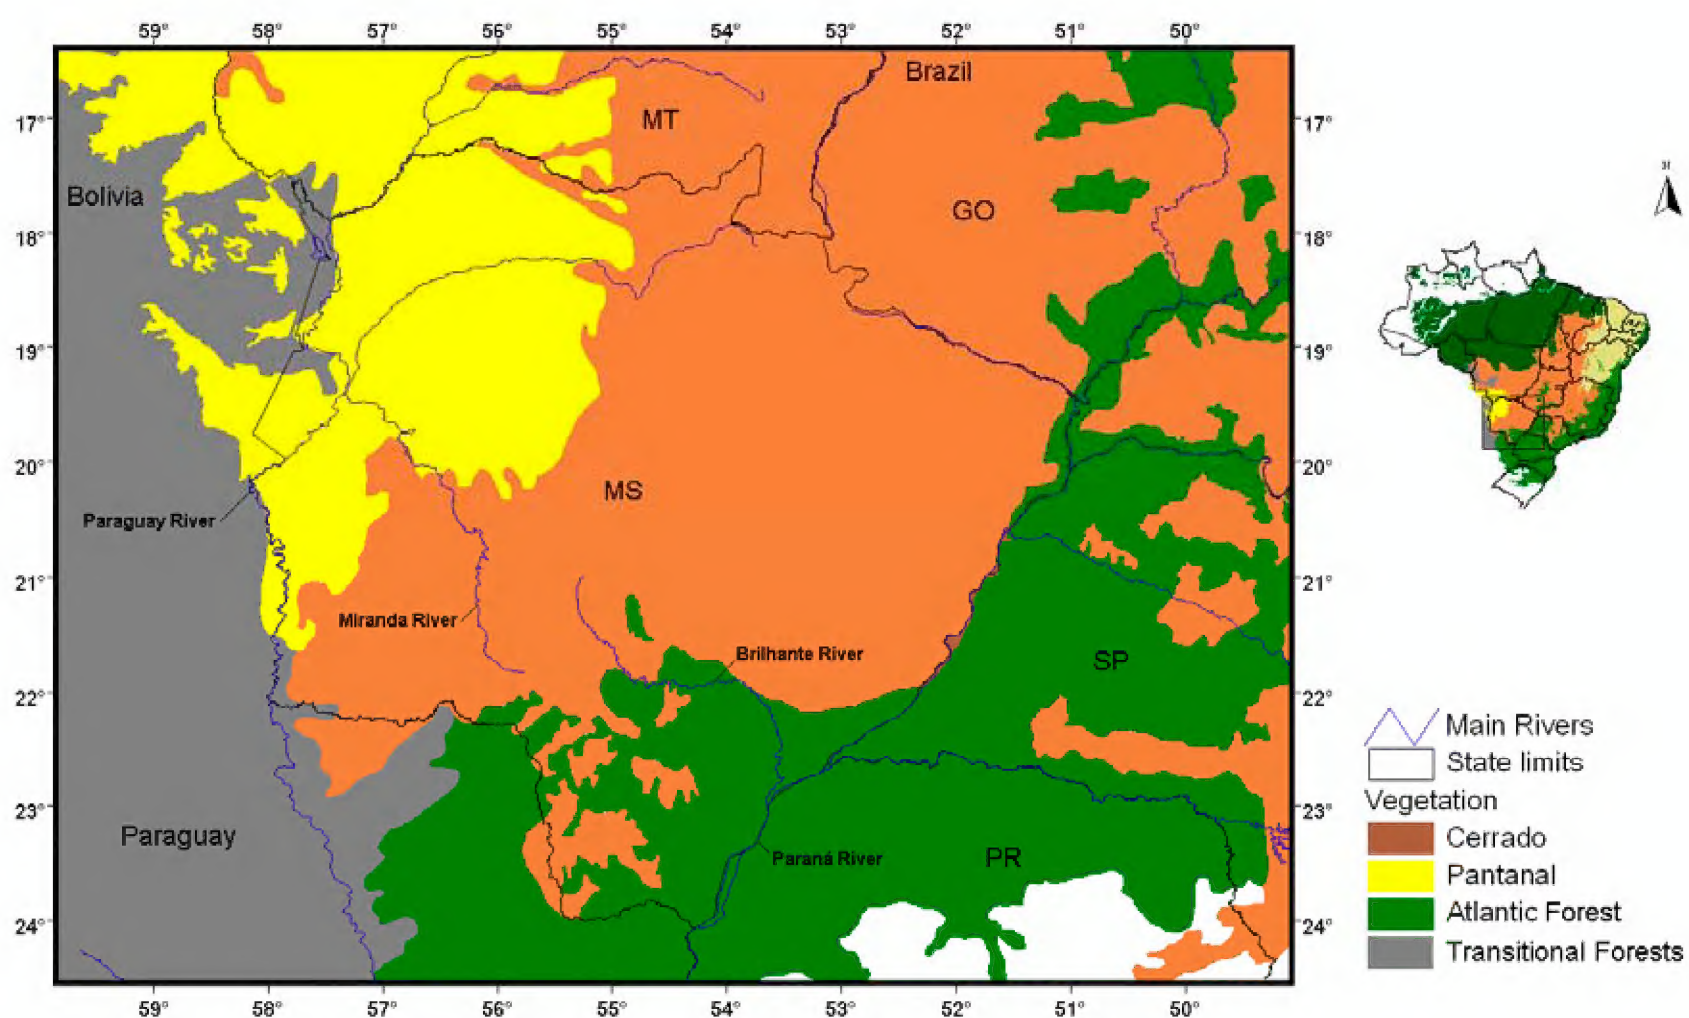 59° 58° 57° 56° 55° 54° 53° 52° 51° 50°
Brazil
17° MT 17°
Bolivia
GO
18° 18°
19° 19°
20° 20°
MS
Paraguay River
21° 21°
Miranda River
Brilhante River
SP
22° 22°
23° 23°
Paraguay
Paraná River
PR
24° 24°
59° 58° 57° 56° 55° 54° 53° 52° 51° 50°
Main Rivers
State limits
Vegetation
Cerrado
Pantanal
Atlantic Forest
Transitional Forests